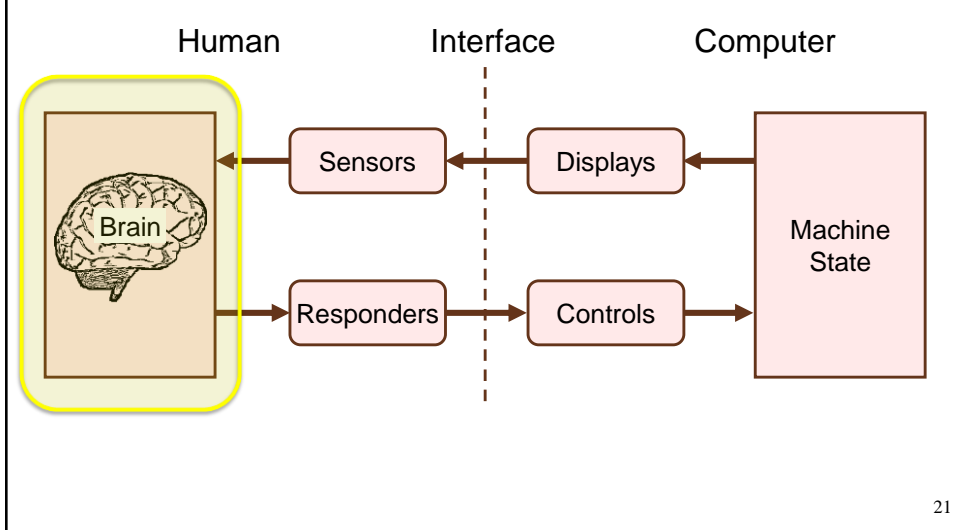 Human Interface Computer
Sensors Displays
Brain
Machine
State
Responders Controls
21